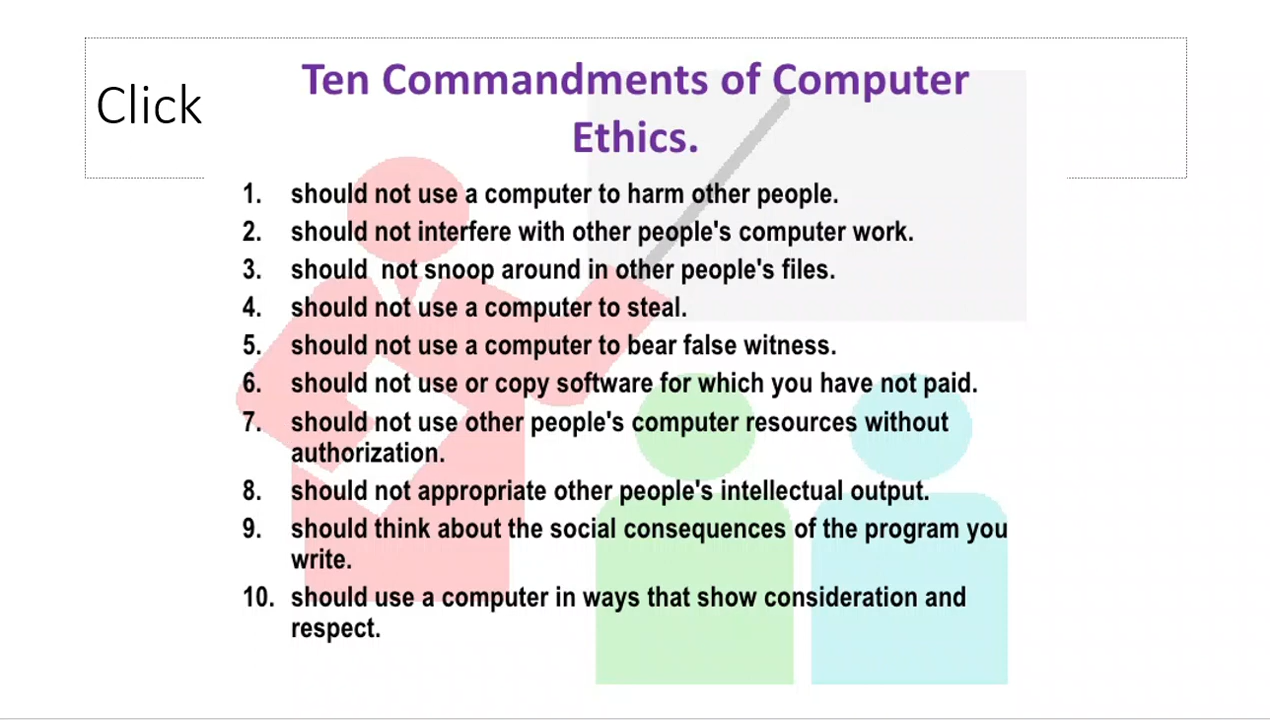 Click
Ten Commandments of Computer
Ethics.
1. should not use a computer to harm other people.
2. should not interfere with other people's computer work.
3. should not snoop around in other people's files.
4. should not use a computer to steal.
5. should not use a computer to bear false witness.
6. should not use or copy software for which you have not paid.
7. should not use other people's computer resources without
authorization.
8. should not appropriate other people's intellectual output.
9. should think about the social consequences of the program you
write.
10. should use a computer in ways that show consideration and
respect.